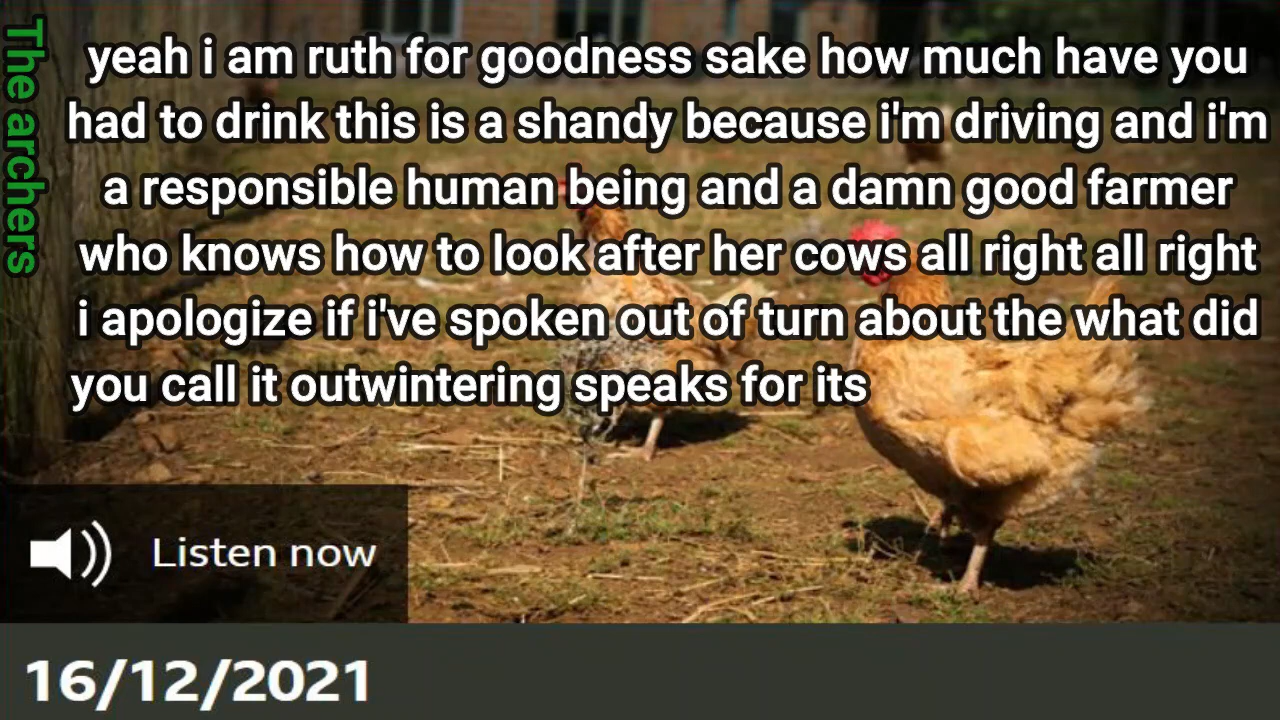 The archers
yeah i am ruth for goodness sake how much have you
had to drink this is a shandy because i'm driving and i'm
a responsible human being and a damn good farmer
who knows how to look after her cows all right all right
i apologize if i've spoken out of turn about the what did
you call it outwintering speaks for its
Listen now
16/12/2021